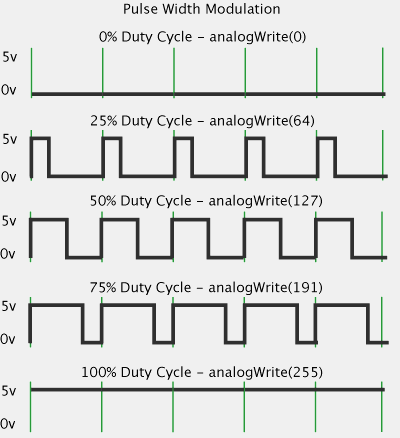 Pulse Width Modulation
0% Duty Cycle - analogWrite(0)
5v
0v
25% Duty Cycle - analogWrite(64)
5v
0v
50% Duty Cycle - analogWrite(127)
5v
0v
75% Duty Cycle - analogWrite(191)
5v
0v
100% Duty Cycle - analogWrite(255)
5v
0v